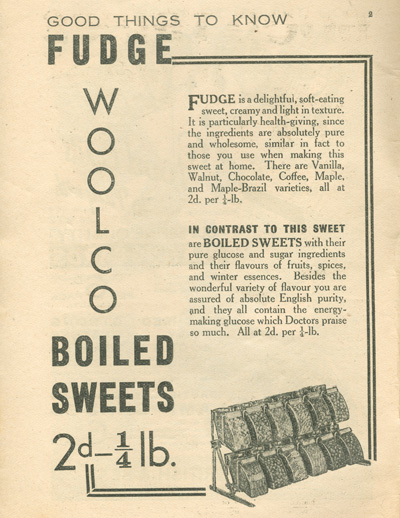 GOOD THINGS TO KNOW
2
FUDGE
W
O
O
L
C
O
BOILED
SWEETS
2d-¼ lb.
FUDGE is a delightful, soft-eating
sweet, creamy and light in texture.
It is particularly health-giving, since
the ingredients are absolutely pure
and wholesome, similar in fact to
those you use when making this
sweet at home. There are Vanilla,
Walnut, Chocolate, Coffee, Maple,
and Maple-Brazil varieties, all at
2d. per ¼-lb.
IN CONTRAST TO THIS SWEET
are BOILED SWEETS with their
pure glucose and sugar ingredients
and their flavours of fruits, spices,
and winter essences. Besides the
wonderful variety of flavour you are
assured of absolute English purity,
and they all contain the energy-
making glucose which Doctors praise
so much. All at 2d. per ¼-lb.